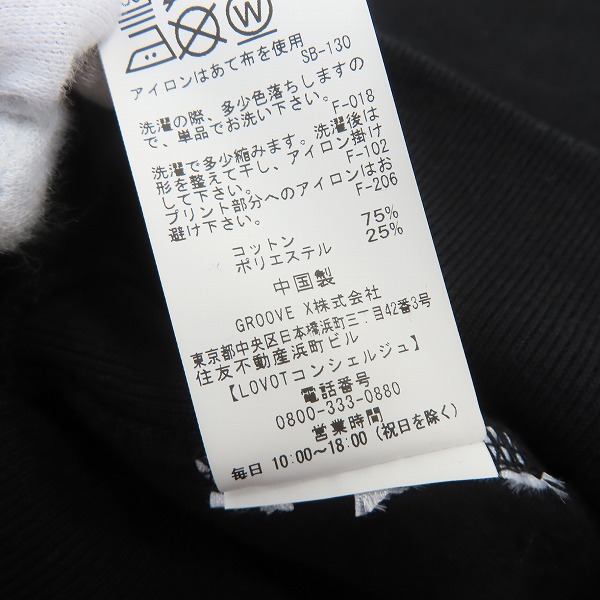 アイロンはあて布を使用
SB-130
洗濯の際、多少色落ちしますの
で、単品でお洗い下さい。
F-018
洗濯で多少縮みます。洗濯後は
形を整えて干し、アイロン掛け
して下さい。
F-102
プリント部分へのアイロンはお
避け下さい。
F-206
コットン 75%
ポリエステル 25%
中国製
GROOVE X株式会社
東京都中央区日本橋浜町三丁目42番3号
住友不動産浜町ビル
【LOVOTコンシェルジュ】
電話番号
0800-333-0880
営業時間
毎日 10:00～18:00 (祝日を除く)